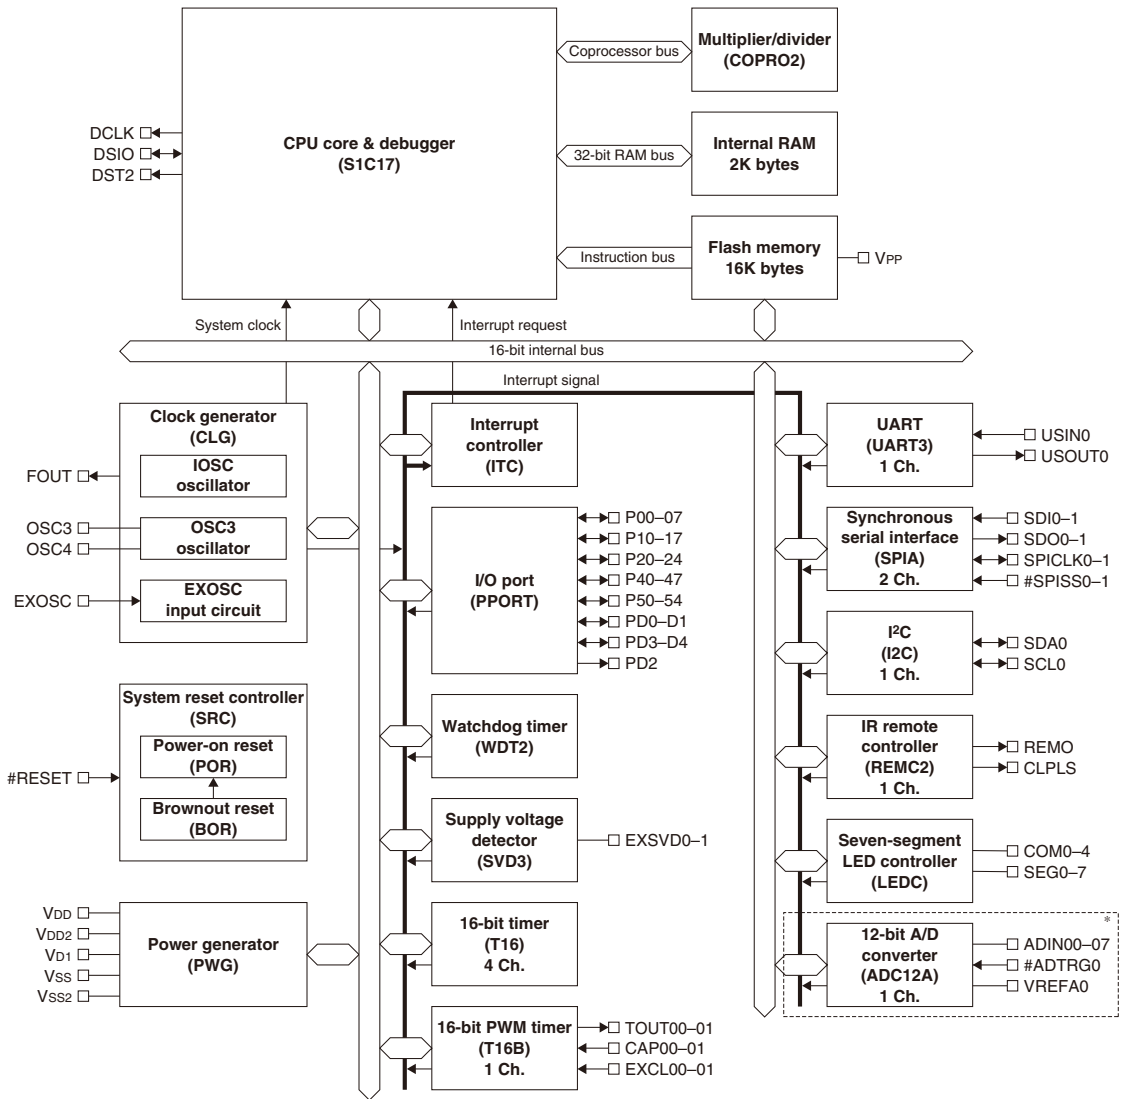 CPU core & debugger
(S1C17)
DCLK
DSIO
DST2
Coprocessor bus
Multiplier/divider
(COPRO2)
32-bit RAM bus
Internal RAM
2K bytes
Instruction bus
Flash memory
16K bytes
VPP
System clock
Interrupt request
16-bit internal bus
Interrupt signal
Clock generator
(CLG)
IOSC
oscillator
OSC3
oscillator
EXOSC
input circuit
FOUT
OSC3
OSC4
EXOSC
System reset controller
(SRC)
Power-on reset
(POR)
Brownout reset
(BOR)
#RESET
VDD
VDD2
VD1
VSS
VSS2
Power generator
(PWG)
Interrupt
controller
(ITC)
I/O port
(PPORT)
P00–07
P10–17
P20–24
P40–47
P50–54
PD0–D1
PD3–D4
PD2
Watchdog timer
(WDT2)
Supply voltage
detector
(SVD3)
EXSVD0–1
16-bit timer
(T16)
4 Ch.
16-bit PWM timer
(T16B)
1 Ch.
TOUT00–01
CAP00–01
EXCL00–01
UART
(UART3)
1 Ch.
USIN0
USOUT0
Synchronous
serial interface
(SPIA)
2 Ch.
SDI0–1
SDO0–1
SPICLK0–1
#SPISS0–1
I²C
(I2C)
1 Ch.
SDA0
SCL0
IR remote
controller
(REMC2)
1 Ch.
REMO
CLPLS
Seven-segment
LED controller
(LEDC)
COM0–4
SEG0–7
*
12-bit A/D
converter
(ADC12A)
1 Ch.
ADIN00–07
#ADTRG0
VREFA0